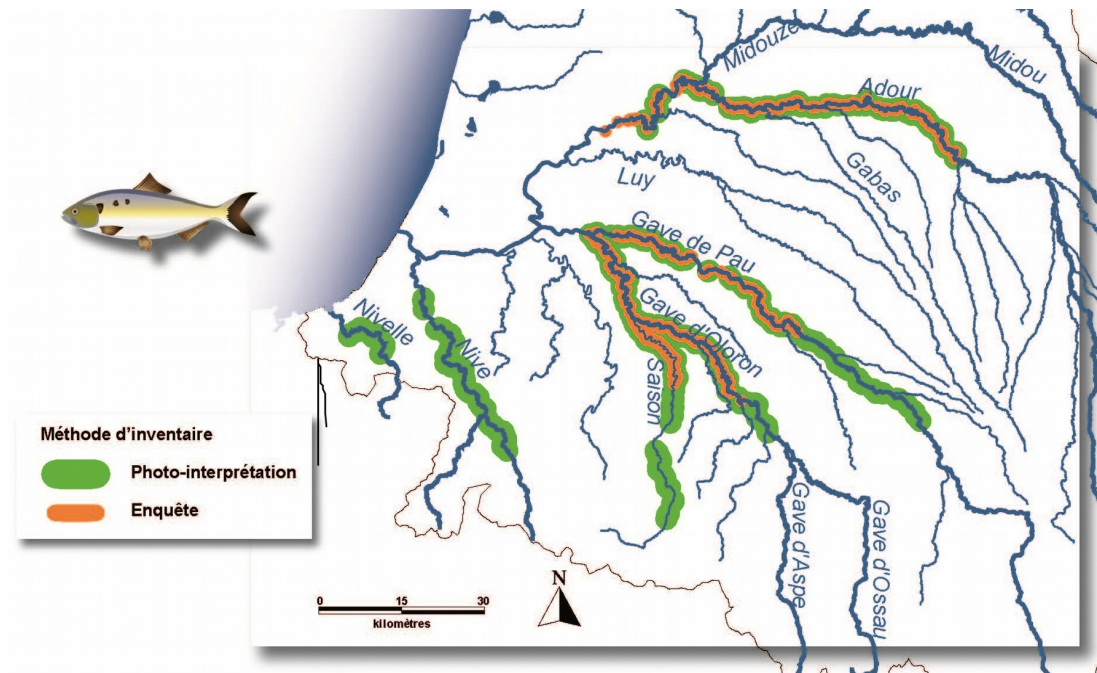 Midouze
Midou
Adour
Gabas
Luy
Gave de Pau
Gave d'Oloron
Nivelle
Nive
Saison
Méthode d'inventaire
Photo-interprétation
Enquête
Gave d'Aspe
Gave d'Ossau
N
0 15 30
kilomètres